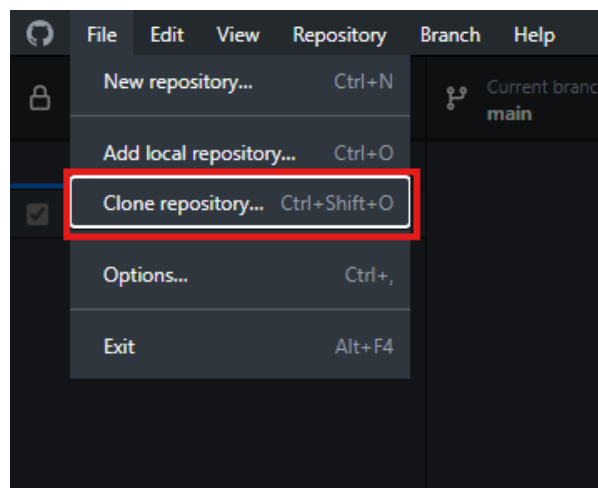 File Edit View Repository Branch Help
New repository... Ctrl+N
Current branc
main
Add local repository... Ctrl+O
Clone repository... Ctrl+Shift+O
Options... Ctrl+,
Exit Alt+F4